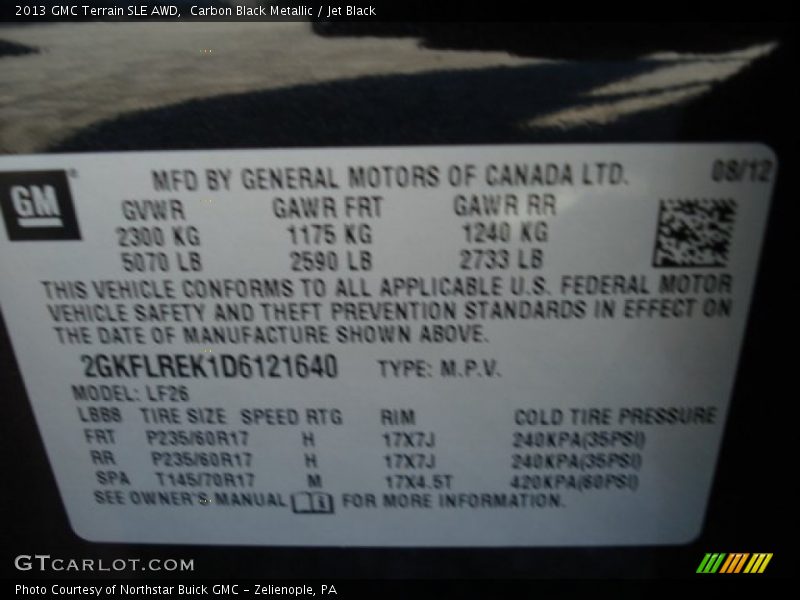 2013 GMC Terrain SLE AWD, Carbon Black Metallic / Jet Black
GM®
MFD BY GENERAL MOTORS OF CANADA LTD. 08/12
GVWR GAWR FRT GAWR RR
2300 KG 1175 KG 1240 KG
5070 LB 2590 LB 2733 LB
THIS VEHICLE CONFORMS TO ALL APPLICABLE U.S. FEDERAL MOTOR
VEHICLE SAFETY AND THEFT PREVENTION STANDARDS IN EFFECT ON
THE DATE OF MANUFACTURE SHOWN ABOVE.
2GKFLREK1D6121640 TYPE: M.P.V.
MODEL: LF26
LBBB TIRE SIZE SPEED RTG RIM COLD TIRE PRESSURE
FRT P235/60R17 H 17X7J 240KPA(35PSI)
RR P235/60R17 H 17X7J 240KPA(35PSI)
SPA T145/70R17 M 17X4.5T 420KPA(60PSI)
SEE OWNER'S MANUAL FOR MORE INFORMATION.
GTCARLOT.COM
Photo Courtesy of Northstar Buick GMC - Zelienople, PA